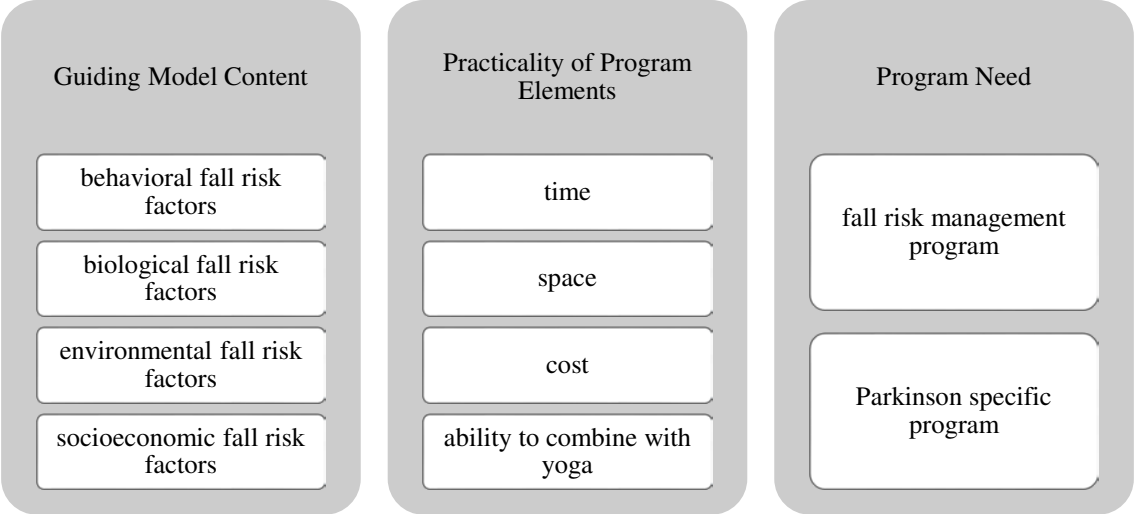 Guiding Model Content
behavioral fall risk
factors
biological fall risk
factors
environmental fall risk
factors
socioeconomic fall risk
factors
Practicality of Program
Elements
time
space
cost
ability to combine with
yoga
Program Need
fall risk management
program
Parkinson specific
program